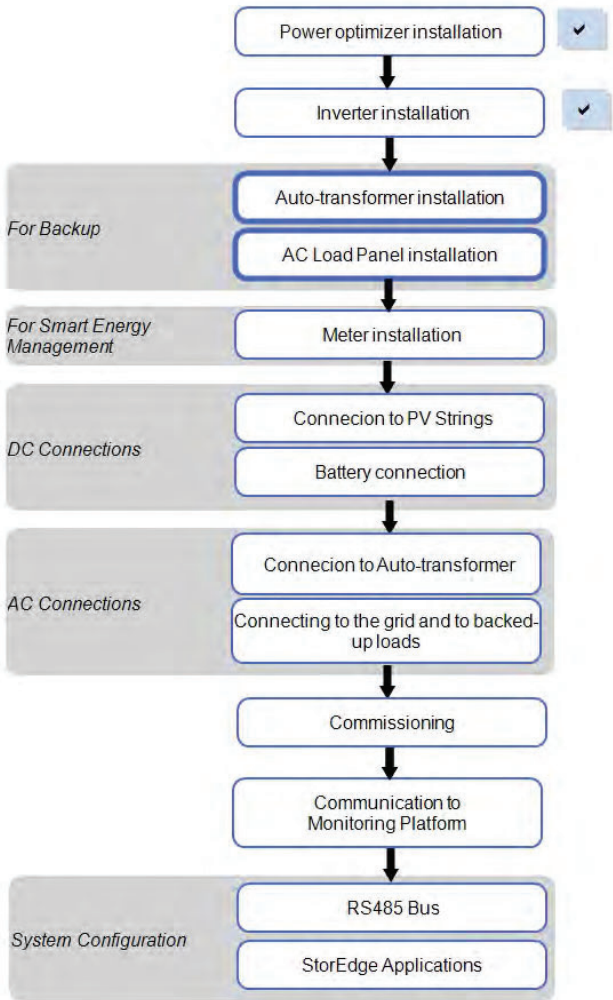 Power optimizer installation
Inverter installation
For Backup
Auto-transformer installation
AC Load Panel installation
For Smart Energy
Management
Meter installation
DC Connections
Connecion to PV Strings
Battery connection
AC Connections
Connecion to Auto-transformer
Connecting to the grid and to backed-
up loads
Commissioning
Communication to
Monitoring Platform
System Configuration
RS485 Bus
StorEdge Applications